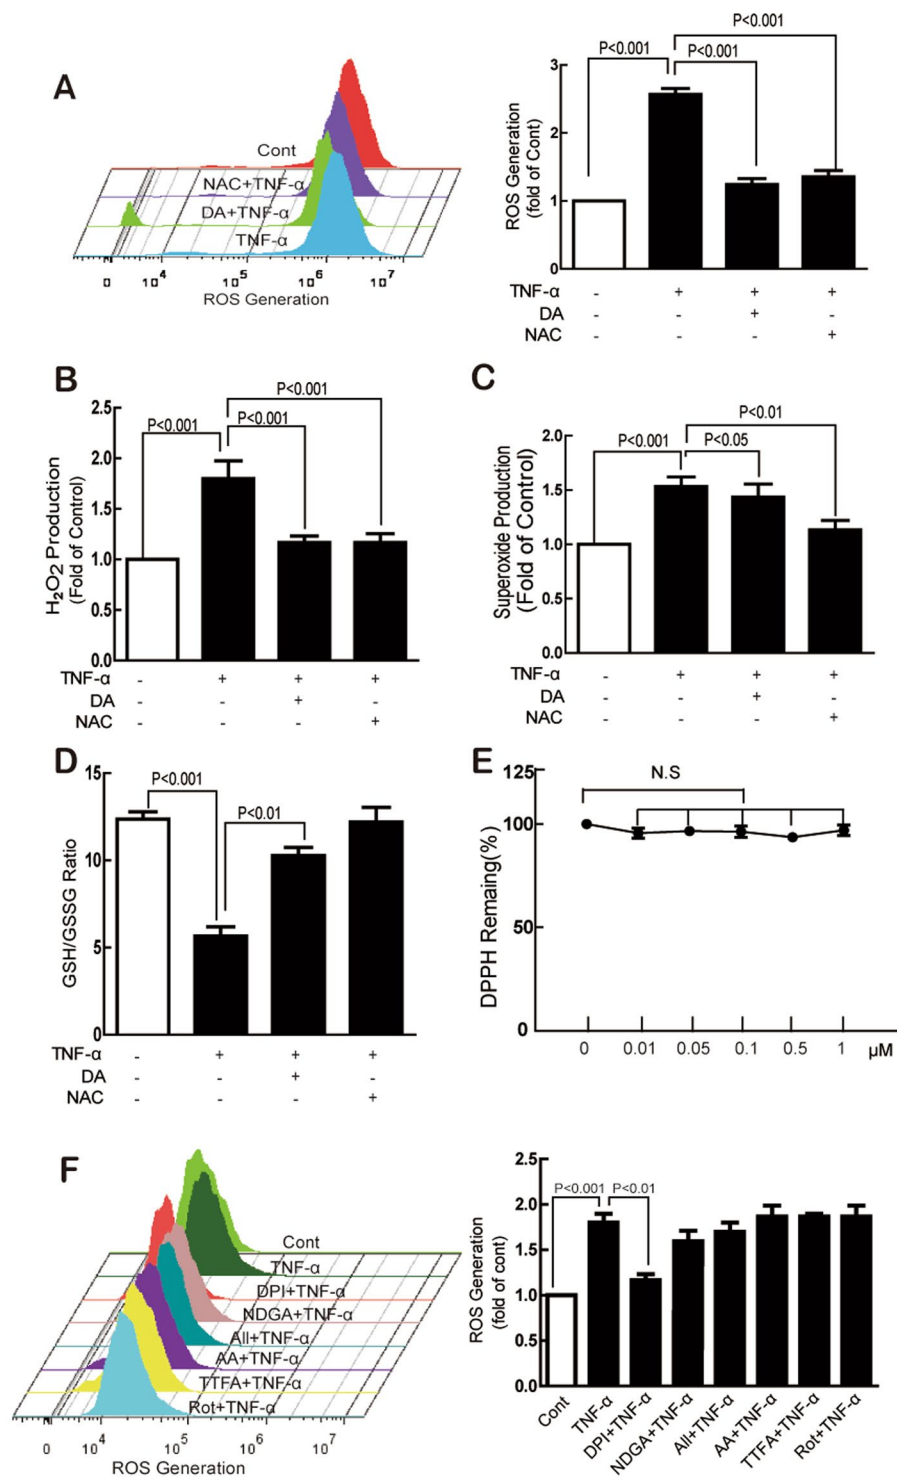 A
Cont
NAC+TNF-α
DA+TNF-α
TNF-α
0 10⁴ 10⁵ 10⁶ 10⁷
ROS Generation
P<0.001
P<0.001
P<0.001
ROS Generation
(fold of Cont)
3
2
1
0
TNF-α - + + +
DA - - + -
NAC - - - +
B
P<0.001
P<0.001
P<0.001
H₂O₂ Production
(Fold of Control)
2.5
2.0
1.5
1.0
0.5
0.0
TNF-α - + + +
DA - - + -
NAC - - - +
C
P<0.01
P<0.001
P<0.05
Superoxide Production
(Fold of Control)
2.0
1.5
1.0
0.5
0.0
TNF-α - + + +
DA - - + -
NAC - - - +
D
P<0.001
P<0.01
GSH/GSSG Ratio
15
10
5
0
TNF-α - + + +
DA - - + -
NAC - - - +
E
N.S
DPPH Remaing(%)
125
100
50
0
0 0.01 0.05 0.1 0.5 1 µM
F
Cont
TNF-α
DPI+TNF-α
NDGA+TNF-α
All+TNF-α
AA+TNF-α
TTFA+TNF-α
Rot+TNF-α
0 10⁴ 10⁵ 10⁶ 10⁷
ROS Generation
P<0.001 P<0.01
ROS Generation
(fold of cont)
2.5
2.0
1.5
1.0
0.5
0.0
Cont
TNF-α
DPI+TNF-α
NDGA+TNF-α
All+TNF-α
AA+TNF-α
TTFA+TNF-α
Rot+TNF-α